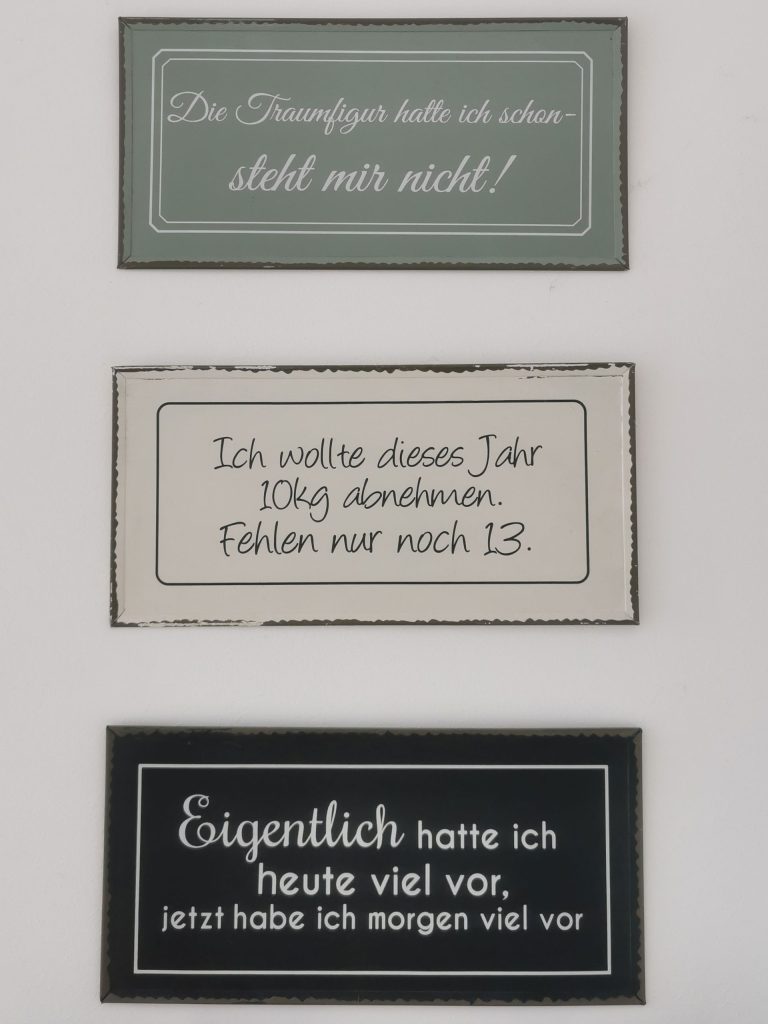 Die Traumfigur hatte ich schon-
steht mir nicht!
Ich wollte dieses Jahr
10kg abnehmen.
Fehlen nur noch 13.
Eigentlich hatte ich
heute viel vor,
jetzt habe ich morgen viel vor